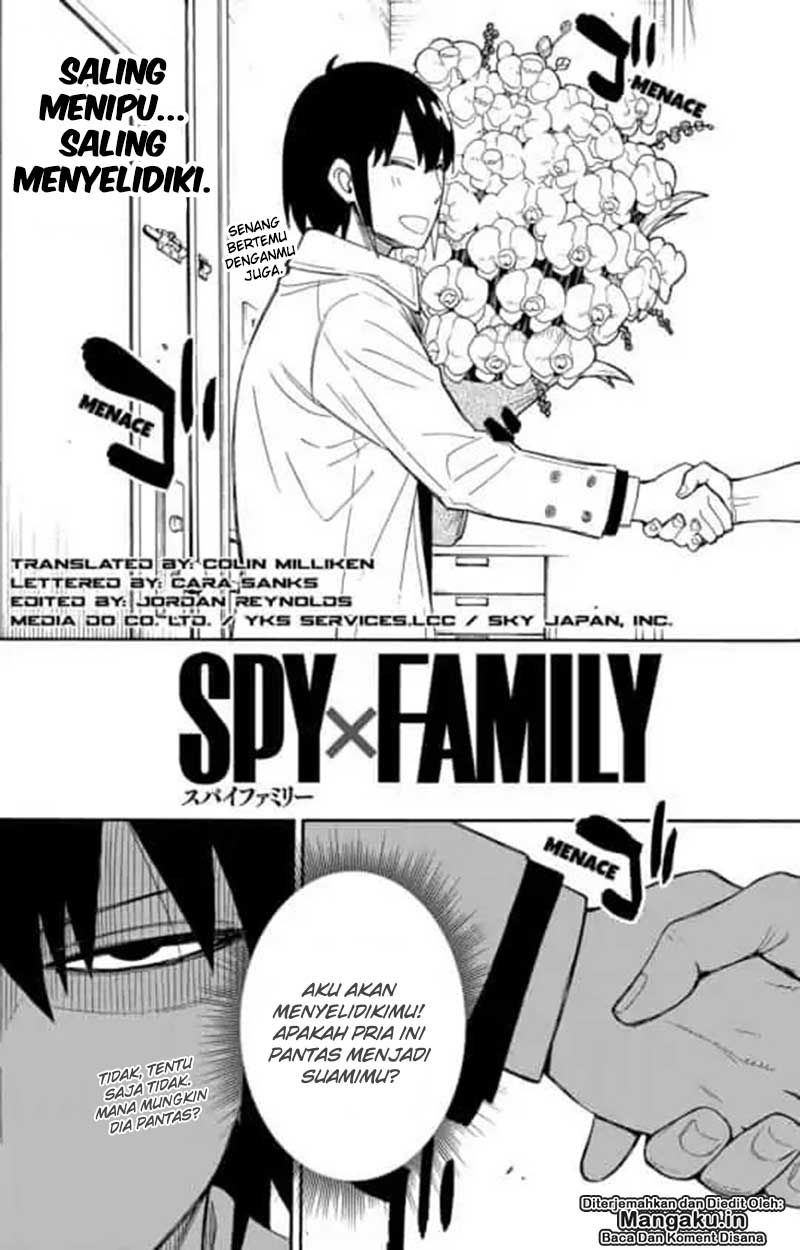 SALING
MENIPU...
SALING
MENYELIDIKI.
ゴ
MENACE
SENANG
BERTEMU
DENGANMU
JUGA.
ゴ
MENACE
TRANSLATED BY: COLIN MILLIKEN
LETTERED BY: CARA SANKS
EDITED BY: JORDAN REYNOLDS
MEDIA DO CO. LTD. / YKS SERVICES,LCC / SKY JAPAN, INC.
SPY×FAMILY
スパイファミリー
ゴ
MENACE
AKU AKAN
MENYELIDIKIMU!
APAKAH PRIA INI
PANTAS MENJADI
SUAMIMU?
TIDAK, TENTU
SAJA TIDAK.
MANA MUNGKIN
DIA PANTAS?
Diterjemahkan dan Diedit Oleh:
Mangaku.in
Baca Dan Koment Disana